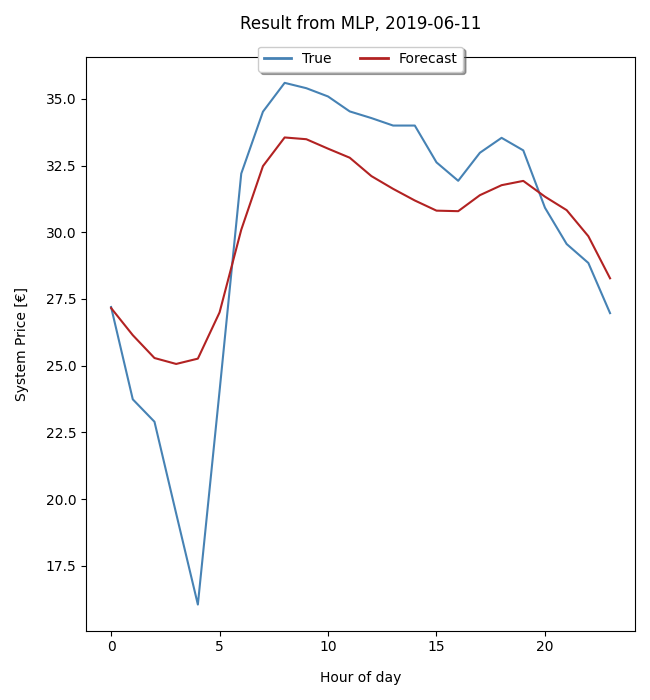 Result from MLP, 2019-06-11
True Forecast
35.0
32.5
30.0
27.5
25.0
22.5
20.0
17.5
System Price [€]
0 5 10 15 20
Hour of day